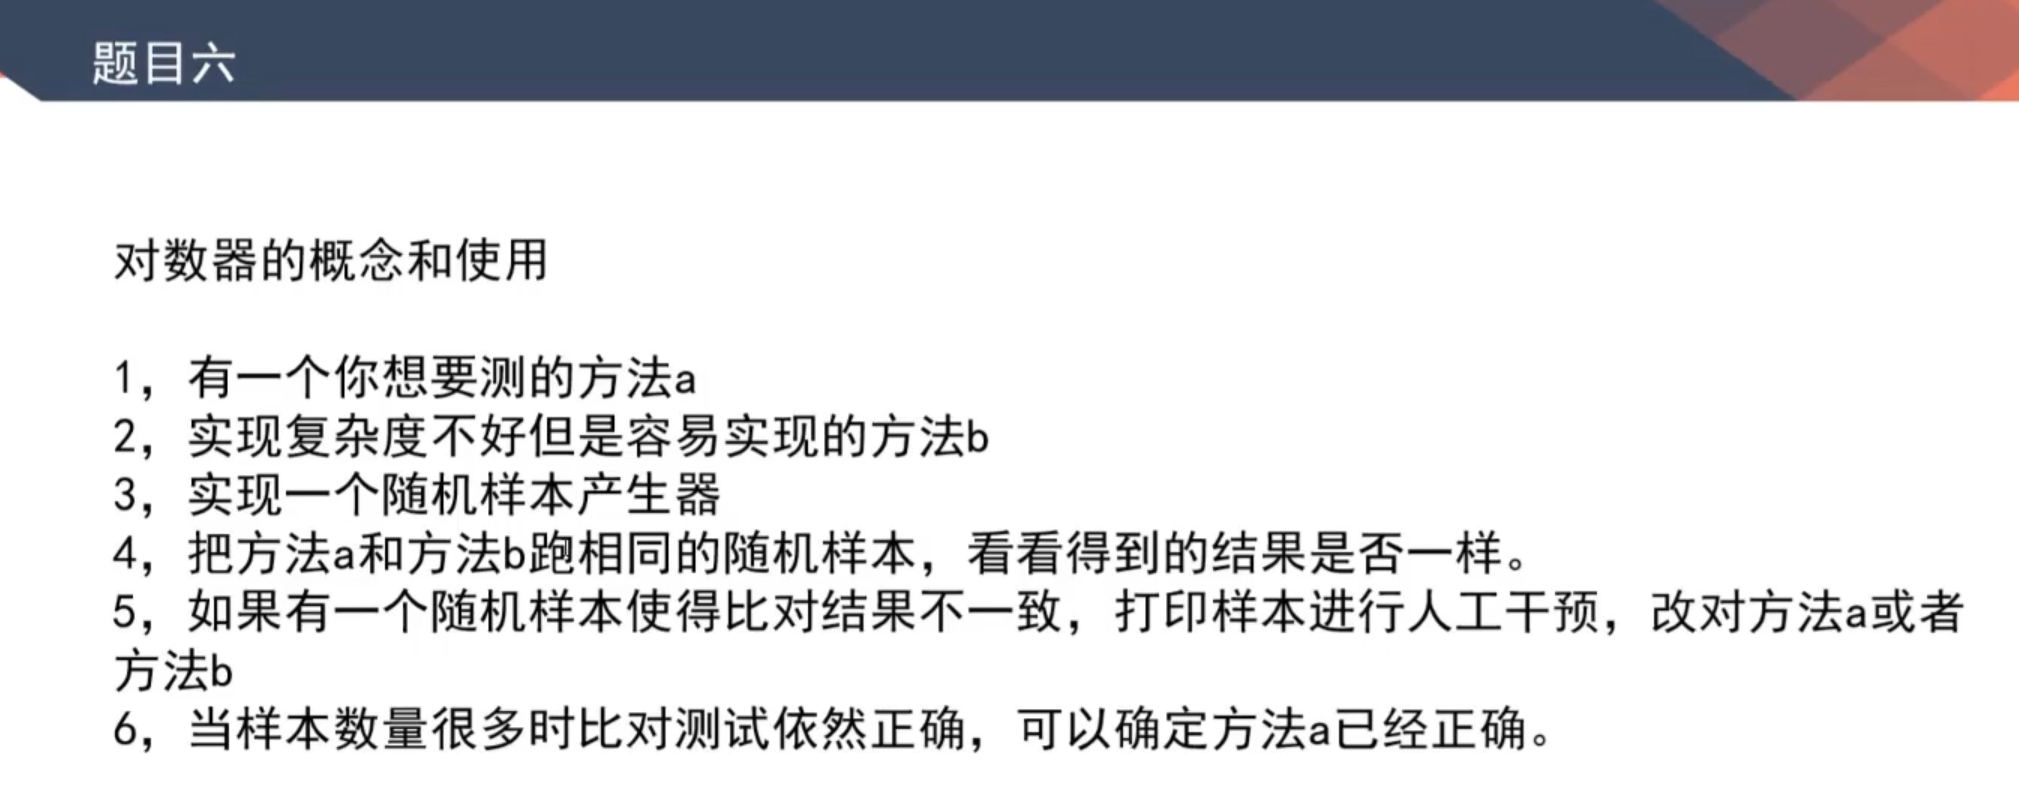 题目六
对数器的概念和使用
1，有一个你想要测的方法a
2，实现复杂度不好但是容易实现的方法b
3，实现一个随机样本产生器
4，把方法a和方法b跑相同的随机样本，看看得到的结果是否一样。
5，如果有一个随机样本使得比对结果不一致，打印样本进行人工干预，改对方法a或者
方法b
6，当样本数量很多时比对测试依然正确，可以确定方法a已经正确。